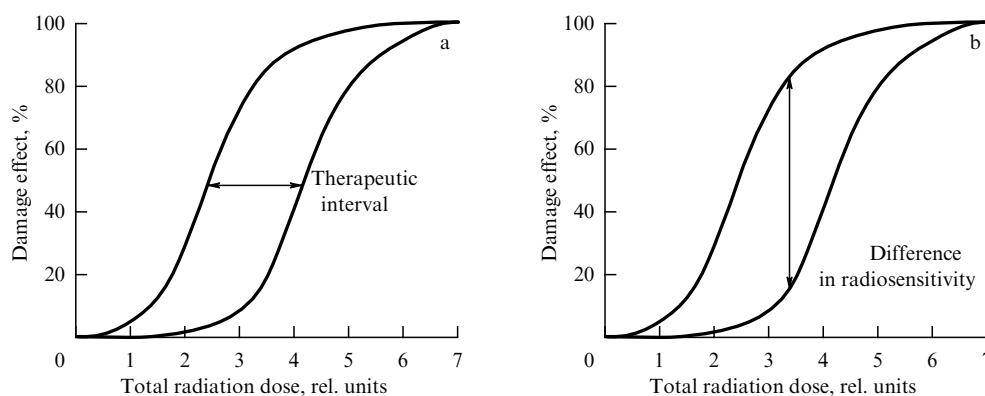 Damage effect, %
100
80
60
40
20
0
1
2
3
4
5
6
7
Total radiation dose, rel. units
a
Therapeutic
interval
Damage effect, %
100
80
60
40
20
0
1
2
3
4
5
6
7
Total radiation dose, rel. units
b
Difference
in radiosensitivity